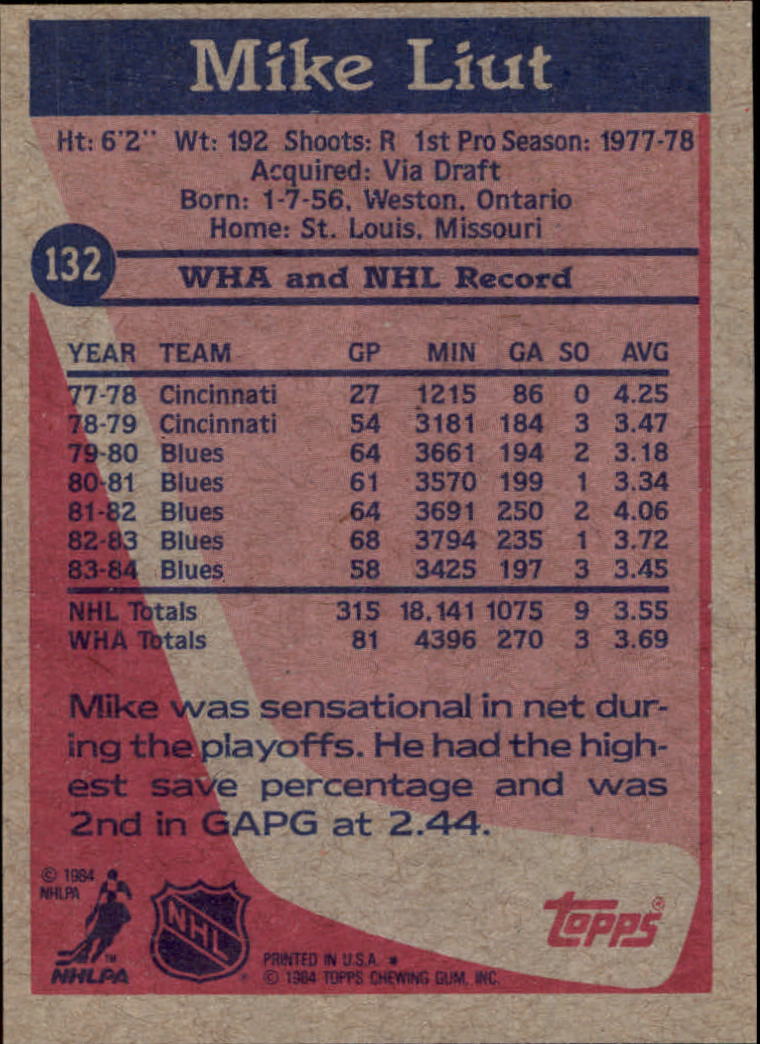 Mike Liut
Ht: 6'2" Wt: 192 Shoots: R 1st Pro Season: 1977-78
Acquired: Via Draft
Born: 1-7-56, Weston, Ontario
Home: St. Louis, Missouri
132
WHA and NHL Record
YEAR TEAM GP MIN GA SO AVG
77-78 Cincinnati 27 1215 86 0 4.25
78-79 Cincinnati 54 3181 184 3 3.47
79-80 Blues 64 3661 194 2 3.18
80-81 Blues 61 3570 199 1 3.34
81-82 Blues 64 3691 250 2 4.06
82-83 Blues 68 3794 235 1 3.72
83-84 Blues 58 3425 197 3 3.45
NHL Totals 315 18,141 1075 9 3.55
WHA Totals 81 4396 270 3 3.69
Mike was sensational in net dur-
ing the playoffs. He had the high-
est save percentage and was
2nd in GAPG at 2.44.
© 1984
NHLPA
™
NHLPA
NHL
®
PRINTED IN U.S.A. *
© 1984 TOPPS CHEWING GUM, INC.
topps®